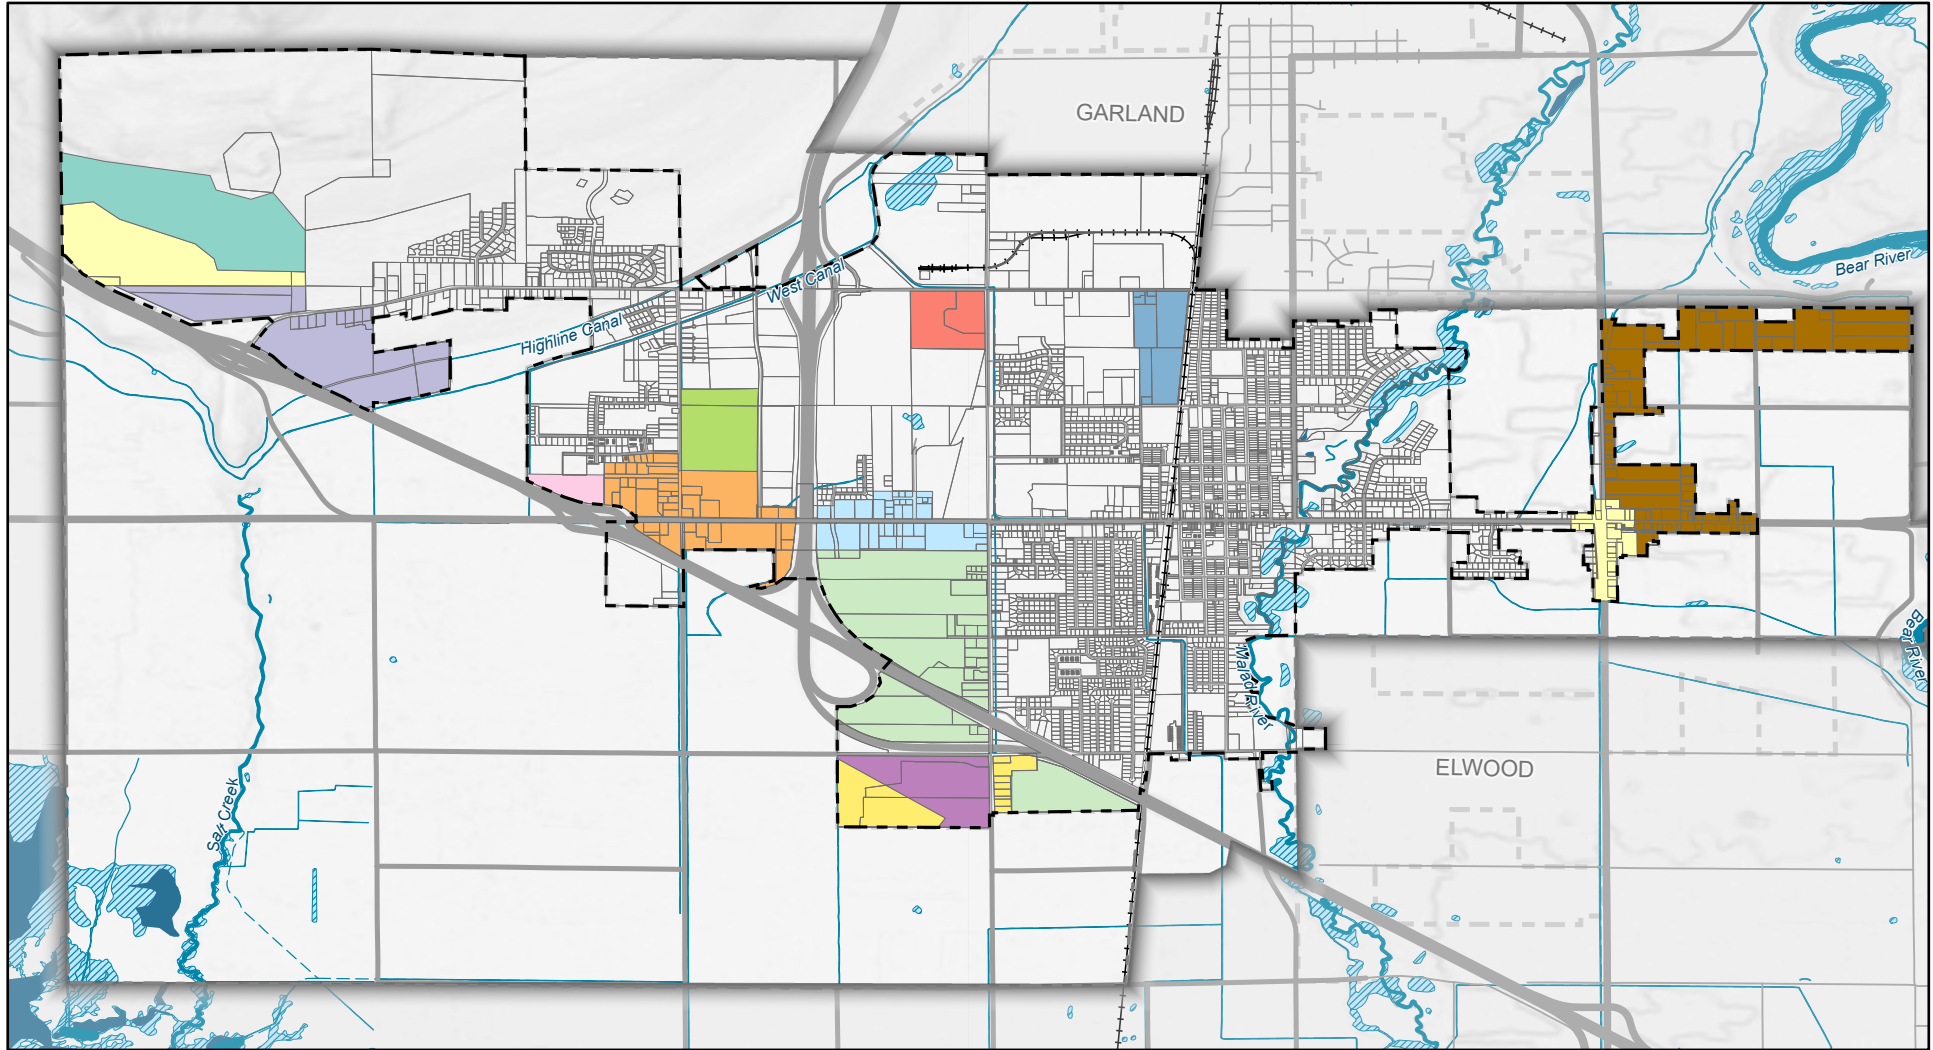 GARLAND
Bear River
West Canal
Highline Canal
Bear River
Malad River
ELWOOD
Salt Creek